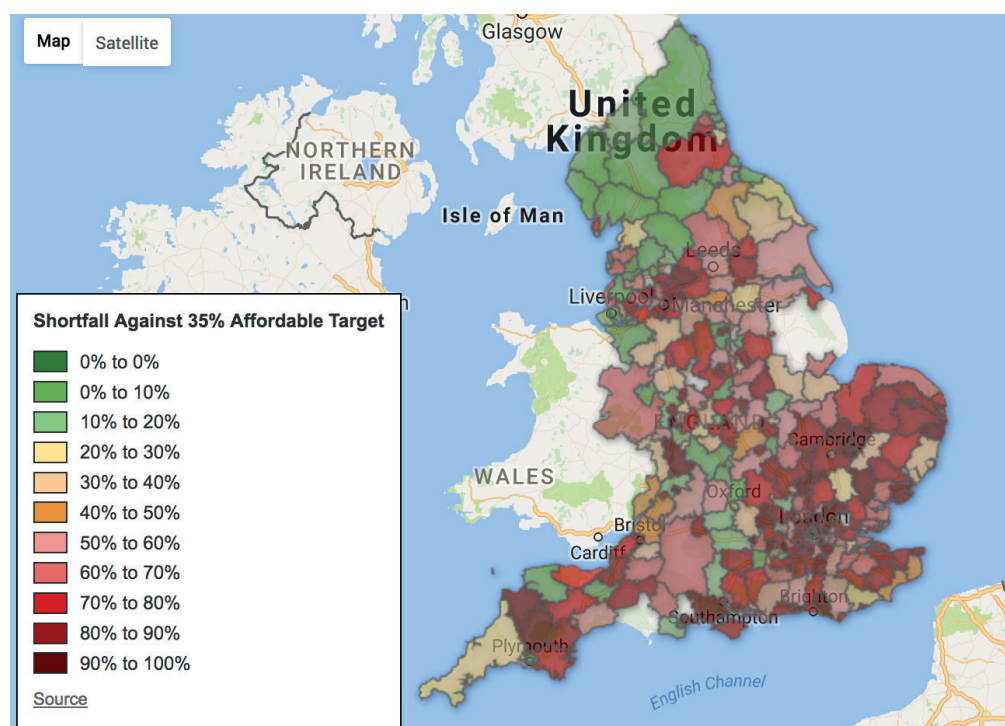 Map
Satellite
Glasgow
United
Kingdom
NORTHERN
IRELAND
Isle of Man
Leeds
Liverpool
Manchester
ENGLAND
Cambridge
WALES
Oxford
London
Bristol
Cardiff
Southampton
Brighton
Plymouth
English Channel
Shortfall Against 35% Affordable Target
0% to 0%
0% to 10%
10% to 20%
20% to 30%
30% to 40%
40% to 50%
50% to 60%
60% to 70%
70% to 80%
80% to 90%
90% to 100%
Source